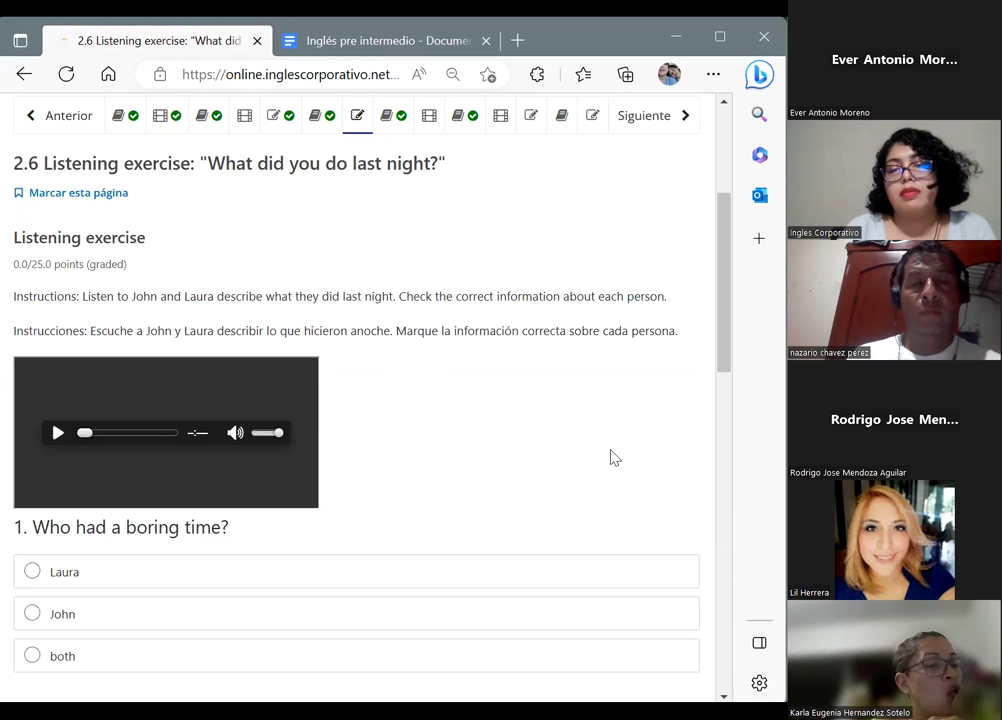 2.6 Listening exercise: "What did
Inglés pre intermedio - Docume
https://online.inglescorporativo.net...
Anterior
Siguiente
2.6 Listening exercise: "What did you do last night?"
Marcar esta página
Listening exercise
0.0/25.0 points (graded)
Instructions: Listen to John and Laura describe what they did last night. Check the correct information about each person.
Instrucciones: Escuche a John y Laura describir lo que hicieron anoche. Marque la información correcta sobre cada persona.
-:-
1. Who had a boring time?
Laura
John
both
Ever Antonio Mor...
Ever Antonio Moreno
Ingles Corporativo
nazario chavez perez
Rodrigo Jose Men...
Rodrigo Jose Mendoza Aguilar
Lil Herrera
Karla Eugenia Hernandez Sotelo